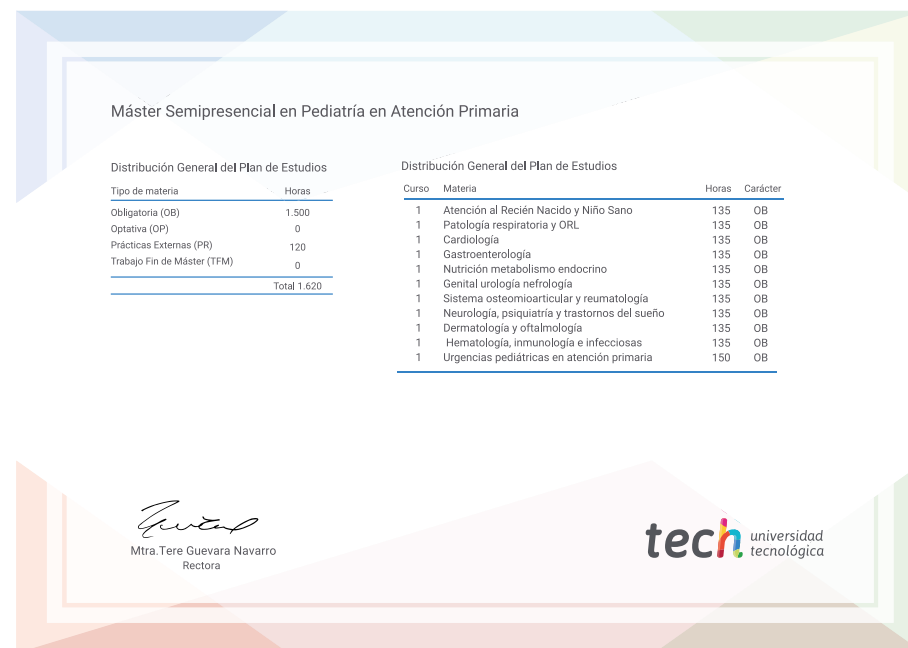 Máster Semipresencial en Pediatría en Atención Primaria
Distribución General del Plan de Estudios
Tipo de materia Horas
Obligatoria (OB) 1.500
Optativa (OP) 0
Prácticas Externas (PR) 120
Trabajo Fin de Máster (TFM) 0
Total 1.620
Distribución General del Plan de Estudios
Curso Materia Horas Carácter
1 Atención al Recién Nacido y Niño Sano 135 OB
1 Patología respiratoria y ORL 135 OB
1 Cardiología 135 OB
1 Gastroenterología 135 OB
1 Nutrición metabolismo endocrino 135 OB
1 Genital urología nefrología 135 OB
1 Sistema osteomioarticular y reumatología 135 OB
1 Neurología, psiquiatría y trastornos del sueño 135 OB
1 Dermatología y oftalmología 135 OB
1 Hematología, inmunología e infecciosas 135 OB
1 Urgencias pediátricas en atención primaria 150 OB
Mtra.Tere Guevara Navarro
Rectora
tech universidad
tecnológica